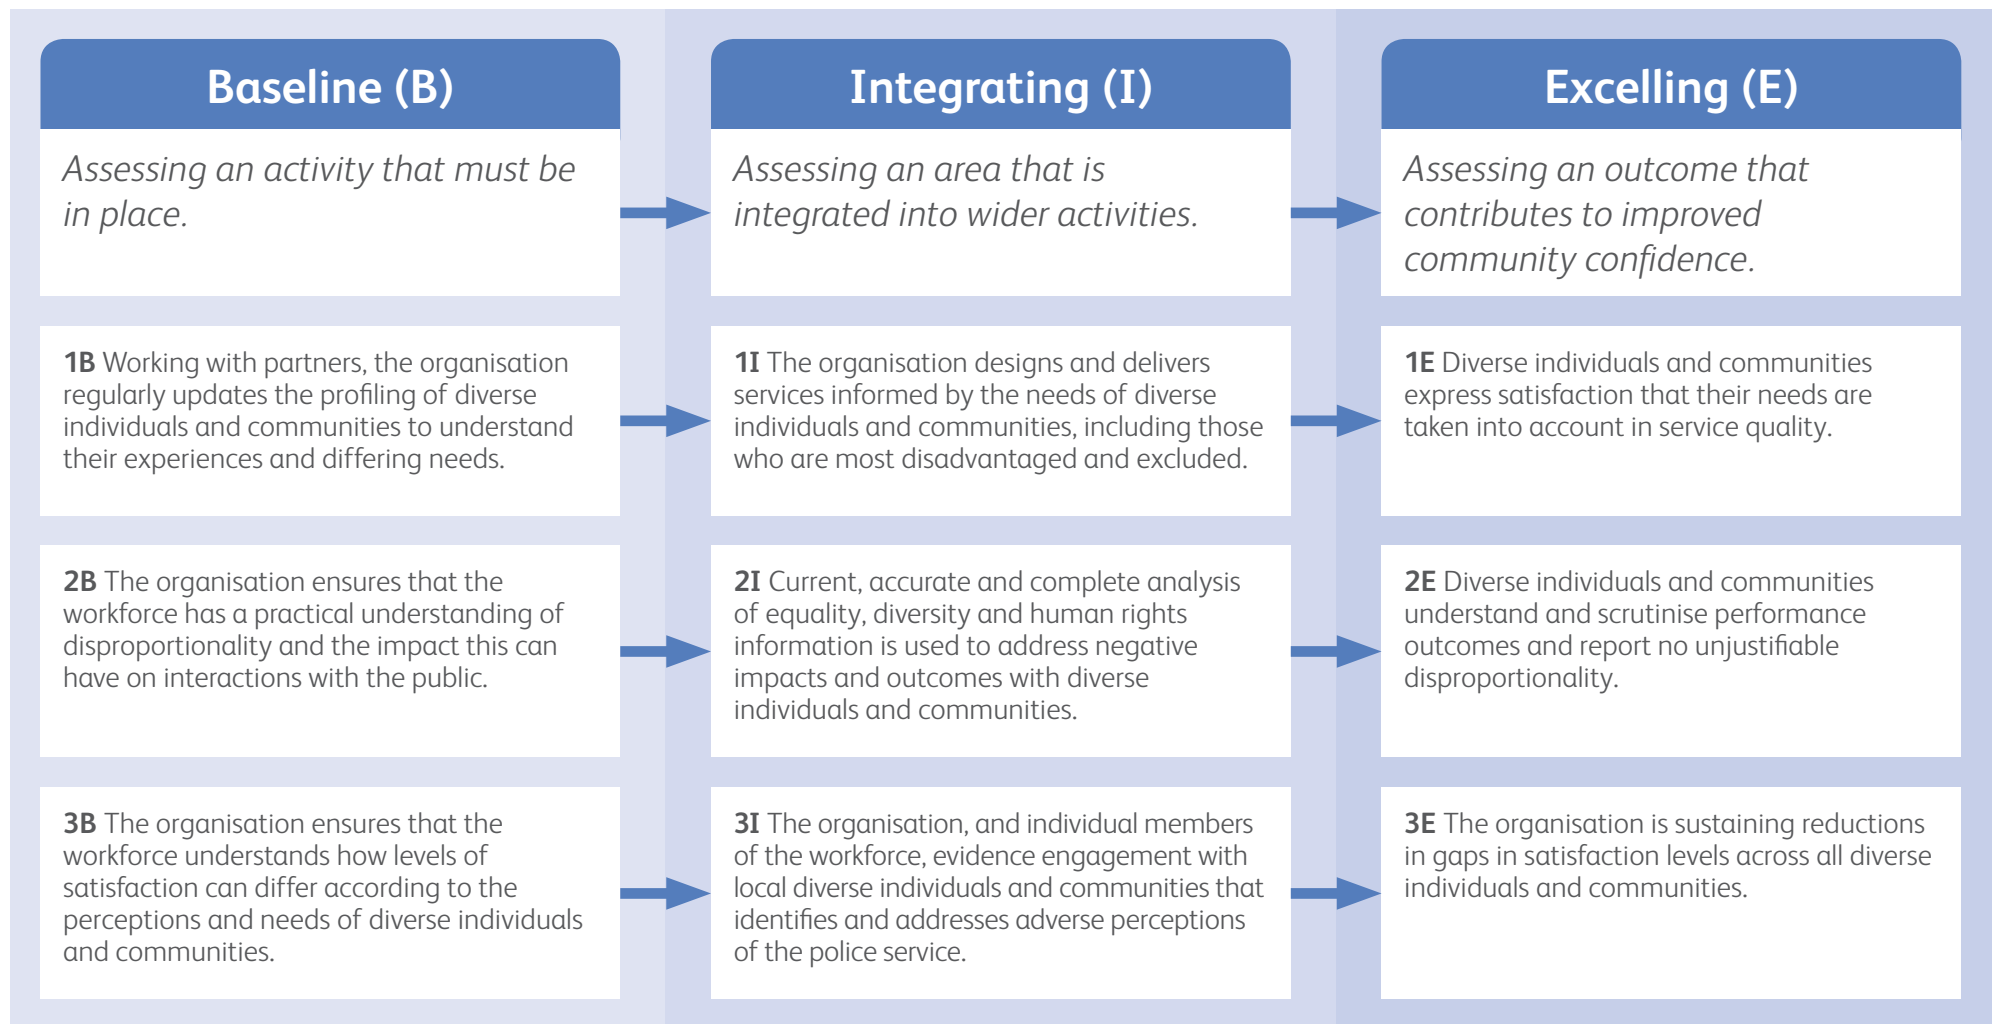 Baseline (B)
Assessing an activity that must be
in place.
Integrating (I)
Assessing an area that is
integrated into wider activities.
Excelling (E)
Assessing an outcome that
contributes to improved
community confidence.
1B Working with partners, the organisation
regularly updates the profiling of diverse
individuals and communities to understand
their experiences and differing needs.
1I The organisation designs and delivers
services informed by the needs of diverse
individuals and communities, including those
who are most disadvantaged and excluded.
1E Diverse individuals and communities
express satisfaction that their needs are
taken into account in service quality.
2B The organisation ensures that the
workforce has a practical understanding of
disproportionality and the impact this can
have on interactions with the public.
2I Current, accurate and complete analysis
of equality, diversity and human rights
information is used to address negative
impacts and outcomes with diverse
individuals and communities.
2E Diverse individuals and communities
understand and scrutinise performance
outcomes and report no unjustifiable
disproportionality.
3B The organisation ensures that the
workforce understands how levels of
satisfaction can differ according to the
perceptions and needs of diverse individuals
and communities.
3I The organisation, and individual members
of the workforce, evidence engagement with
local diverse individuals and communities that
identifies and addresses adverse perceptions
of the police service.
3E The organisation is sustaining reductions
in gaps in satisfaction levels across all diverse
individuals and communities.